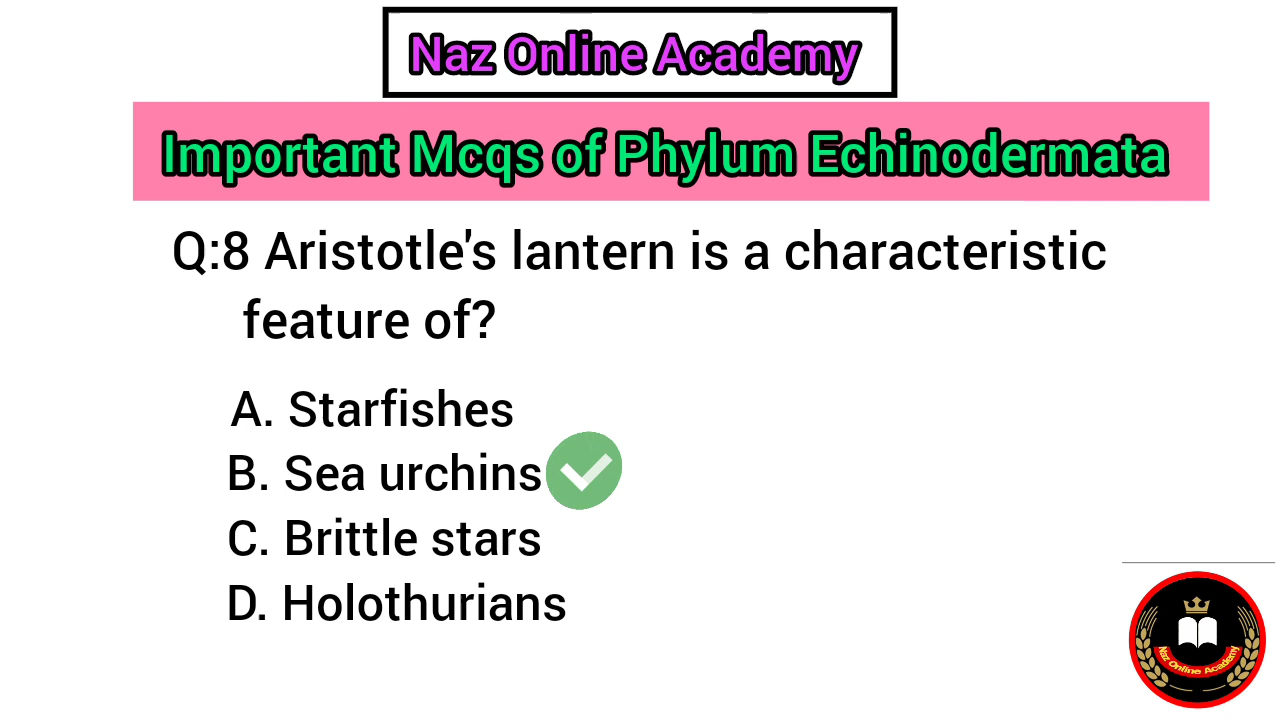 Naz Online Academy
Important Mcqs of Phylum Echinodermata
Q:8 Aristotle's lantern is a characteristic
feature of?
A. Starfishes
B. Sea urchins
C. Brittle stars
D. Holothurians
Naz Online Academy